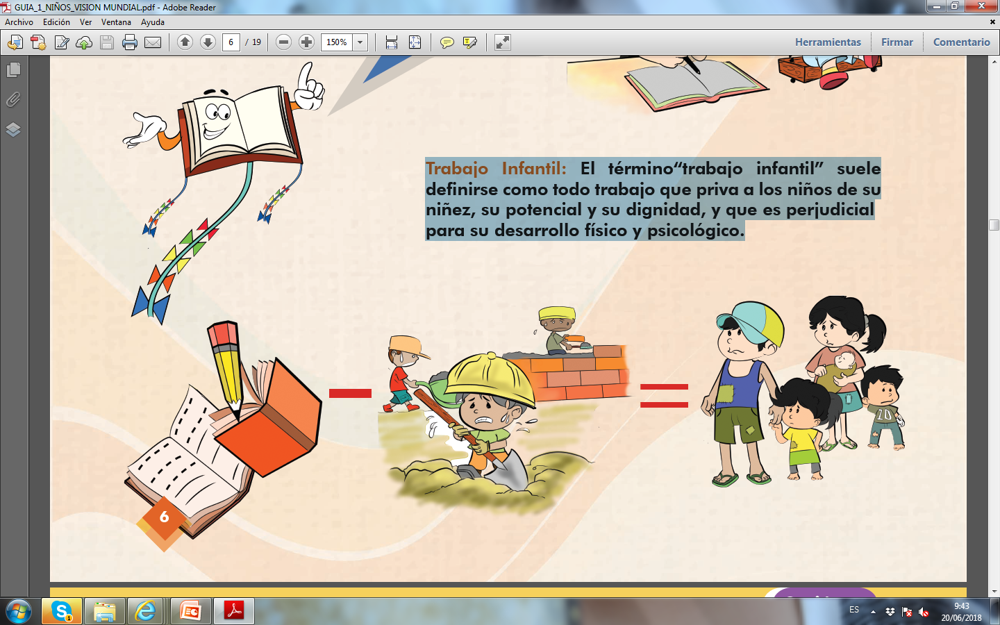 GUIA_1_NIÑOS_VISION MUNDIAL.pdf - Adobe Reader
Archivo Edición Ver Ventana Ayuda
6 / 19 150% Herramientas Firmar Comentario
Trabajo Infantil: El término“trabajo infantil” suele
definirse como todo trabajo que priva a los niños de su
niñez, su potencial y su dignidad, y que es perjudicial
para su desarrollo físico y psicológico.
20
6
ES
9:43
20/06/2018